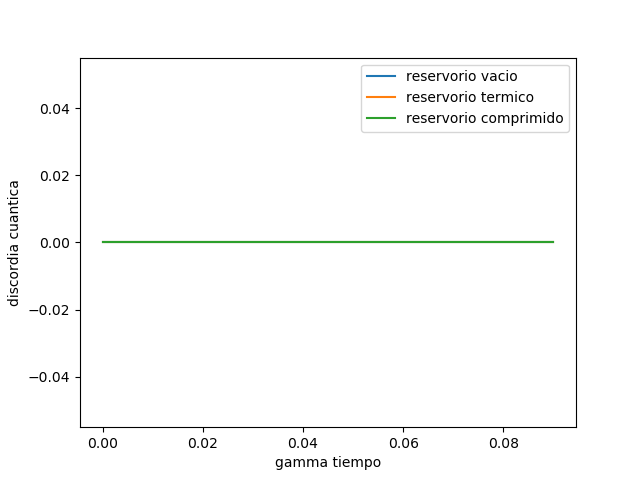 reservorio vacio
reservorio termico
reservorio comprimido
discordia cuantica
0.04
0.02
0.00
−0.02
−0.04
0.00 0.02 0.04 0.06 0.08
gamma tiempo